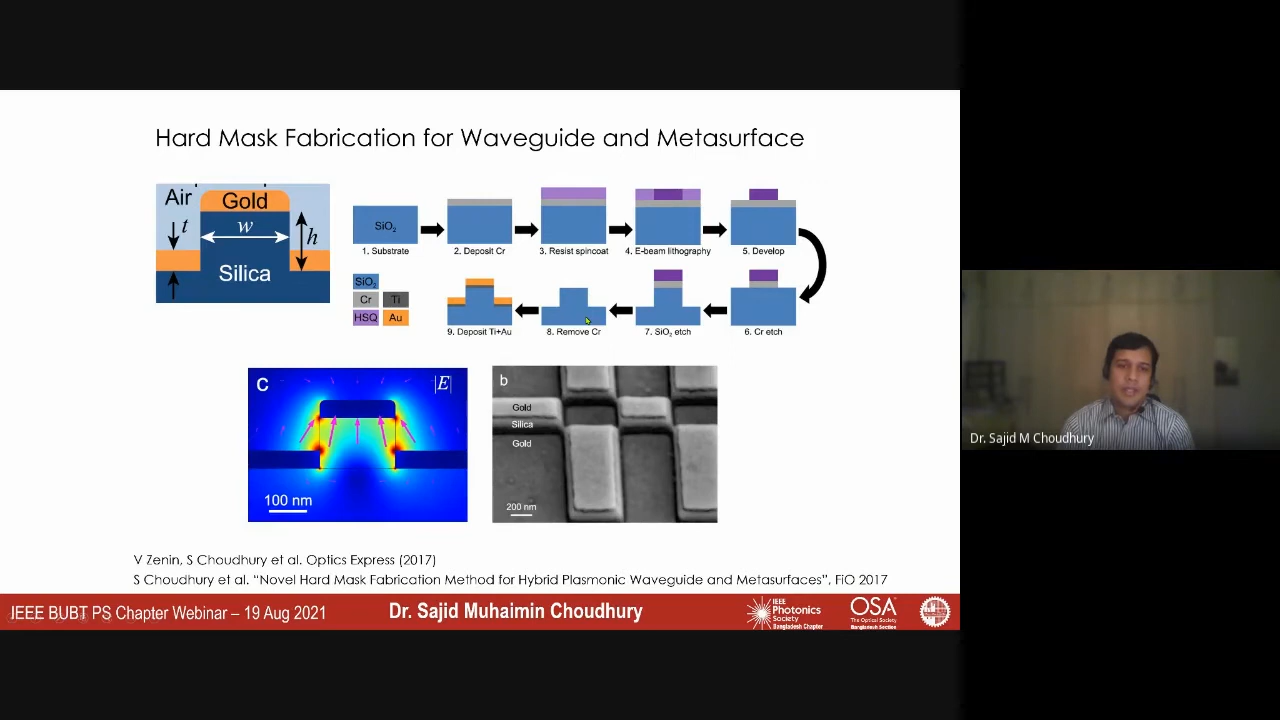 Hard Mask Fabrication for Waveguide and Metasurface
Air
Gold
t
w
h
Silica
SiO₂
1. Substrate
2. Deposit Cr
3. Resist spincoat
4. E-beam lithography
5. Develop
SiO₂
Cr
Ti
HSQ
Au
9. Deposit Ti+Au
8. Remove Cr
7. SiO₂ etch
6. Cr etch
C
|E|
100 nm
b
Gold
Silica
Gold
200 nm
Dr. Sajid M Choudhury
V Zenin, S Choudhury et al. Optics Express (2017)
S Choudhury et al. “Novel Hard Mask Fabrication Method for Hybrid Plasmonic Waveguide and Metasurfaces”, FiO 2017
IEEE BUBT PS Chapter Webinar – 19 Aug 2021
Dr. Sajid Muhaimin Choudhury
IEEE
Photonics
Society
Bangladesh Chapter
OSA
The Optical Society
Bangladesh Section